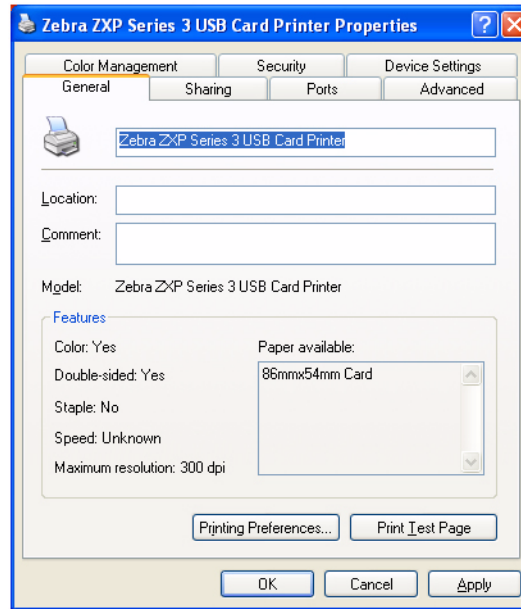 Zebra ZXP Series 3 USB Card Printer Properties
Color Management Security Device Settings
General Sharing Ports Advanced
Zebra ZXP Series 3 USB Card Printer
Location:
Comment:
Model: Zebra ZXP Series 3 USB Card Printer
Features
Color: Yes Paper available:
Double-sided: Yes 86mmx54mm Card
Staple: No
Speed: Unknown
Maximum resolution: 300 dpi
Printing Preferences... Print Test Page
OK Cancel Apply